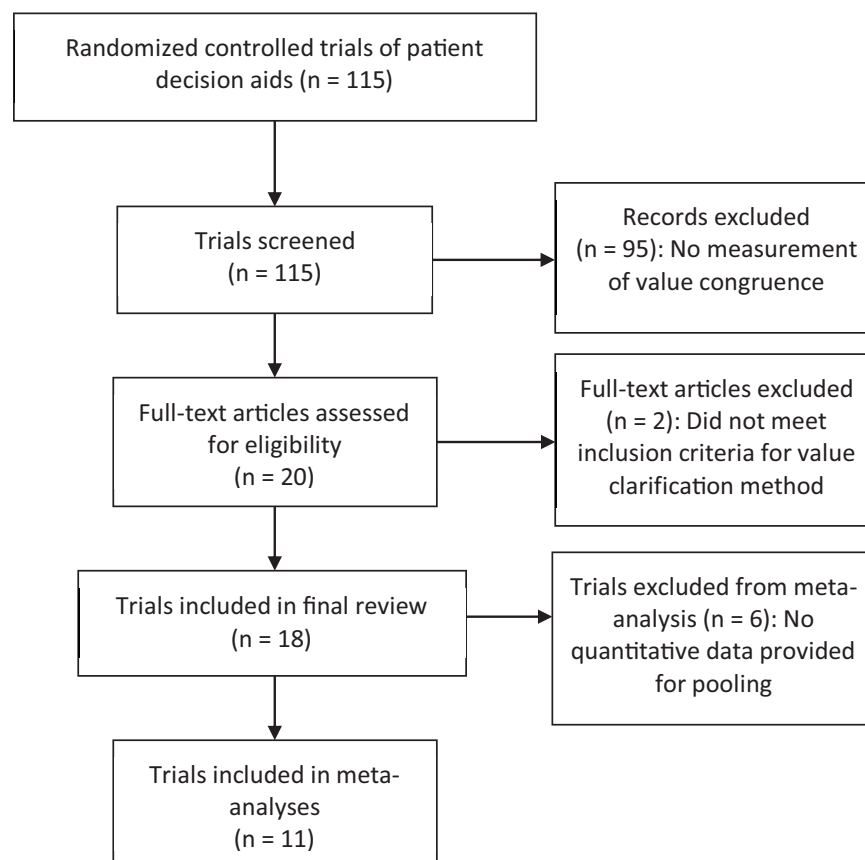 Randomized controlled trials of patient
decision aids (n = 115)
Trials screened
(n = 115)
Records excluded
(n = 95): No measurement
of value congruence
Full-text articles assessed
for eligibility
(n = 20)
Full-text articles excluded
(n = 2): Did not meet
inclusion criteria for value
clarification method
Trials included in final review
(n = 18)
Trials excluded from meta-
analysis (n = 6): No
quantitative data provided
for pooling
Trials included in meta-
analyses
(n = 11)